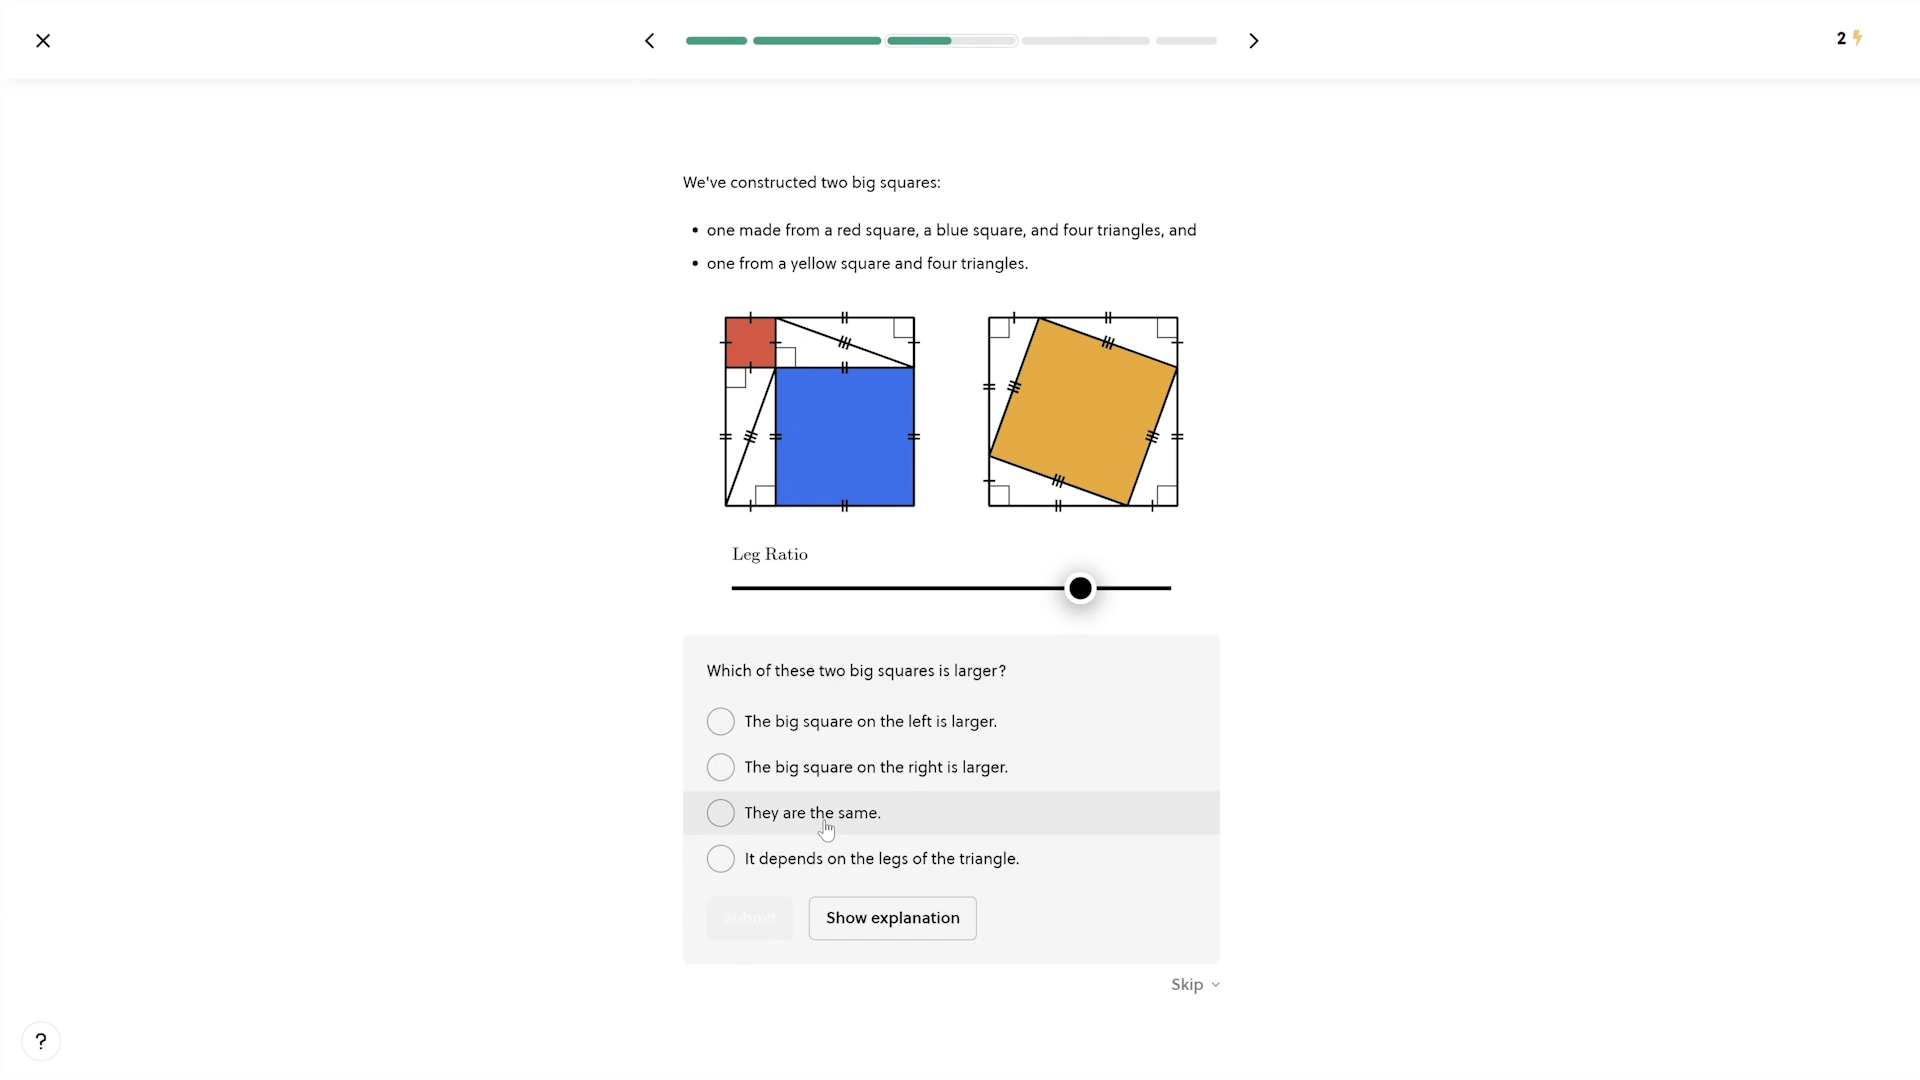 2
We've constructed two big squares:
• one made from a red square, a blue square, and four triangles, and
• one from a yellow square and four triangles.
Leg Ratio
Which of these two big squares is larger?
The big square on the left is larger.
The big square on the right is larger.
They are the same.
It depends on the legs of the triangle.
Submit Show explanation
Skip
?